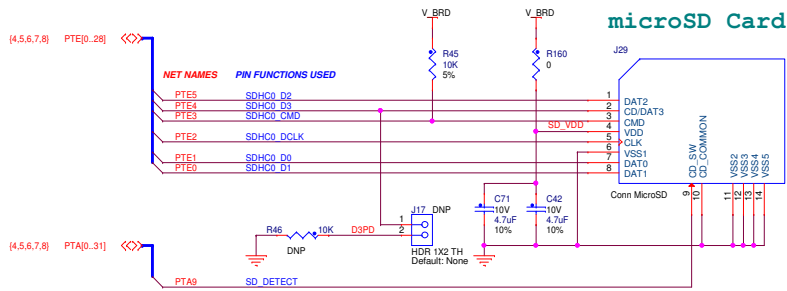 microSD Card
V_BRD
V_BRD
{4,5,6,7,8} PTE[0..28]
J29
R45
10K
5%
R160
0
NET NAMES PIN FUNCTIONS USED
PTE5 SDHC0_D2 1 DAT2
PTE4 SDHC0_D3 2 CD/DAT3
PTE3 SDHC0_CMD 3 CMD
SD_VDD 4 VDD
PTE2 SDHC0_DCLK 5 CLK
6 VSS1
PTE1 SDHC0_D0 7 DAT0
PTE0 SDHC0_D1 8 DAT1
CD_SW
CD_COMMON
VSS2
VSS3
VSS4
VSS5
9
10
11
12
13
14
Conn MicroSD
C71
10V
4.7uF
10%
C42
10V
4.7uF
10%
J17 DNP
1
2
HDR 1X2 TH
Default: None
R46 10K D3PD
DNP
{4,5,6,7,8} PTA[0..31]
PTA9 SD_DETECT